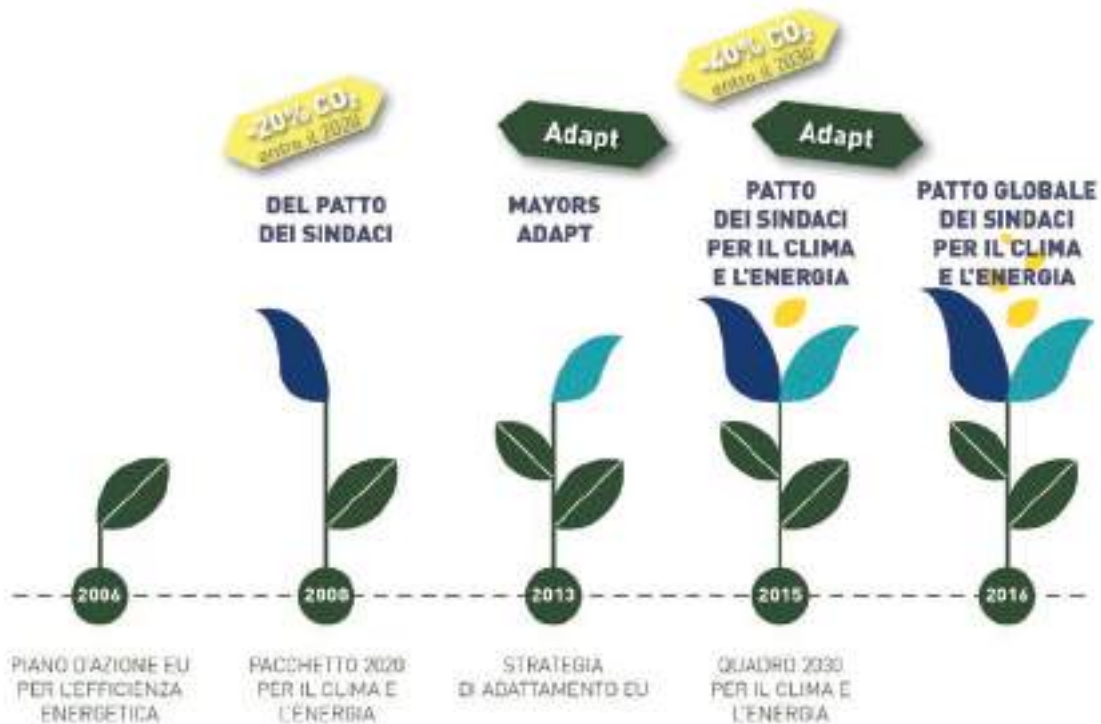 -20% CO₂
entro il 2020
Adapt
-40% CO₂
entro il 2030
Adapt
DEL PATTO
DEI SINDACI
MAYORS
ADAPT
PATTO
DEI SINDACI
PER IL CLIMA
E L'ENERGIA
PATTO GLOBALE
DEI SINDACI
PER IL CLIMA
E L'ENERGIA
2006
2008
2013
2015
2016
PIANO D'AZIONE EU
PER L'EFFICIENZA
ENERGETICA
PACCHETTO 2020
PER IL CLIMA E
L'ENERGIA
STRATEGIA
DI ADATTAMENTO EU
QUADRO 2030
PER IL CLIMA E
L'ENERGIA